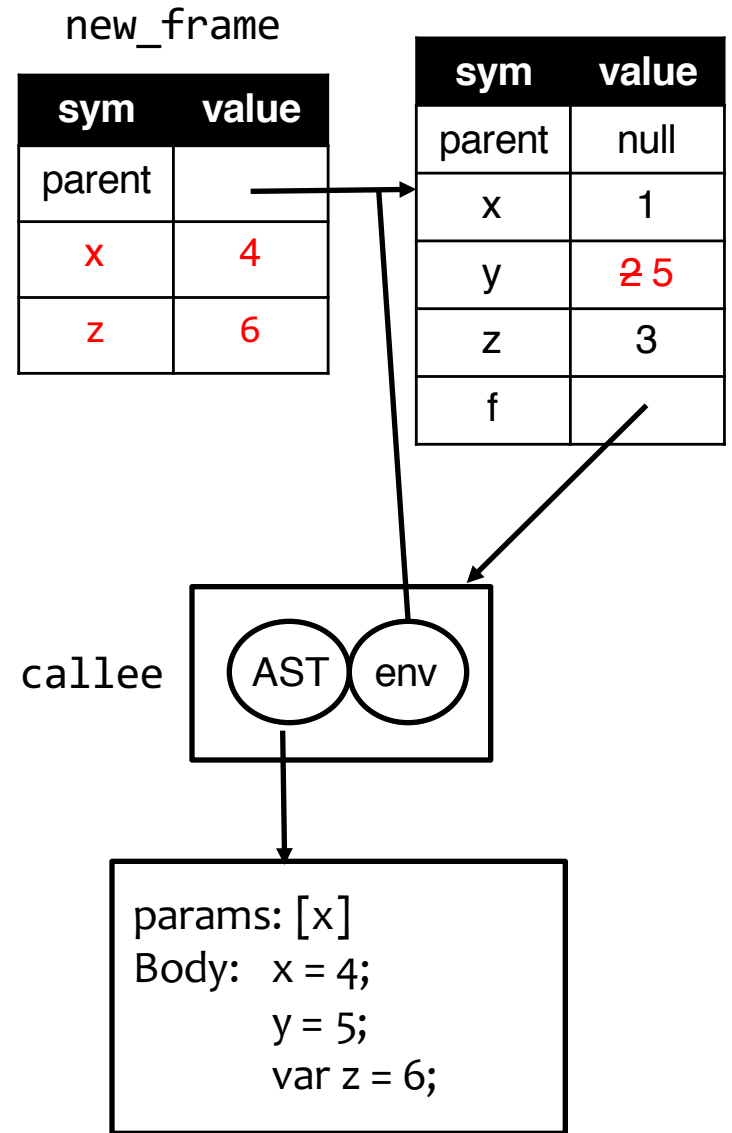 new_frame
sym value
parent
x 4
z 6
sym value
parent null
x 1
y 2 5
z 3
f
callee
AST env
params: [x]
Body: x = 4;
y = 5;
var z = 6;